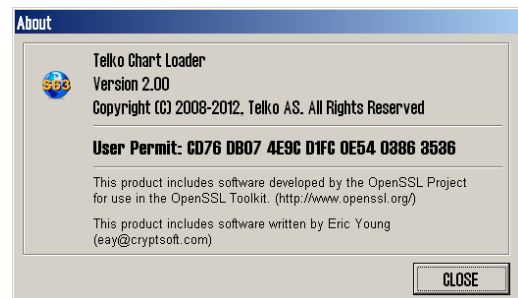 About
S63
Telko Chart Loader
Version 2.00
Copyright (C) 2008-2012, Telko AS. All Rights Reserved
User Permit: CD76 DB07 4E9C D1FC 0E54 0386 3536
This product includes software developed by the OpenSSL Project
for use in the OpenSSL Toolkit. (http://www.openssl.org/)
This product includes software written by Eric Young
(eay@cryptsoft.com)
CLOSE